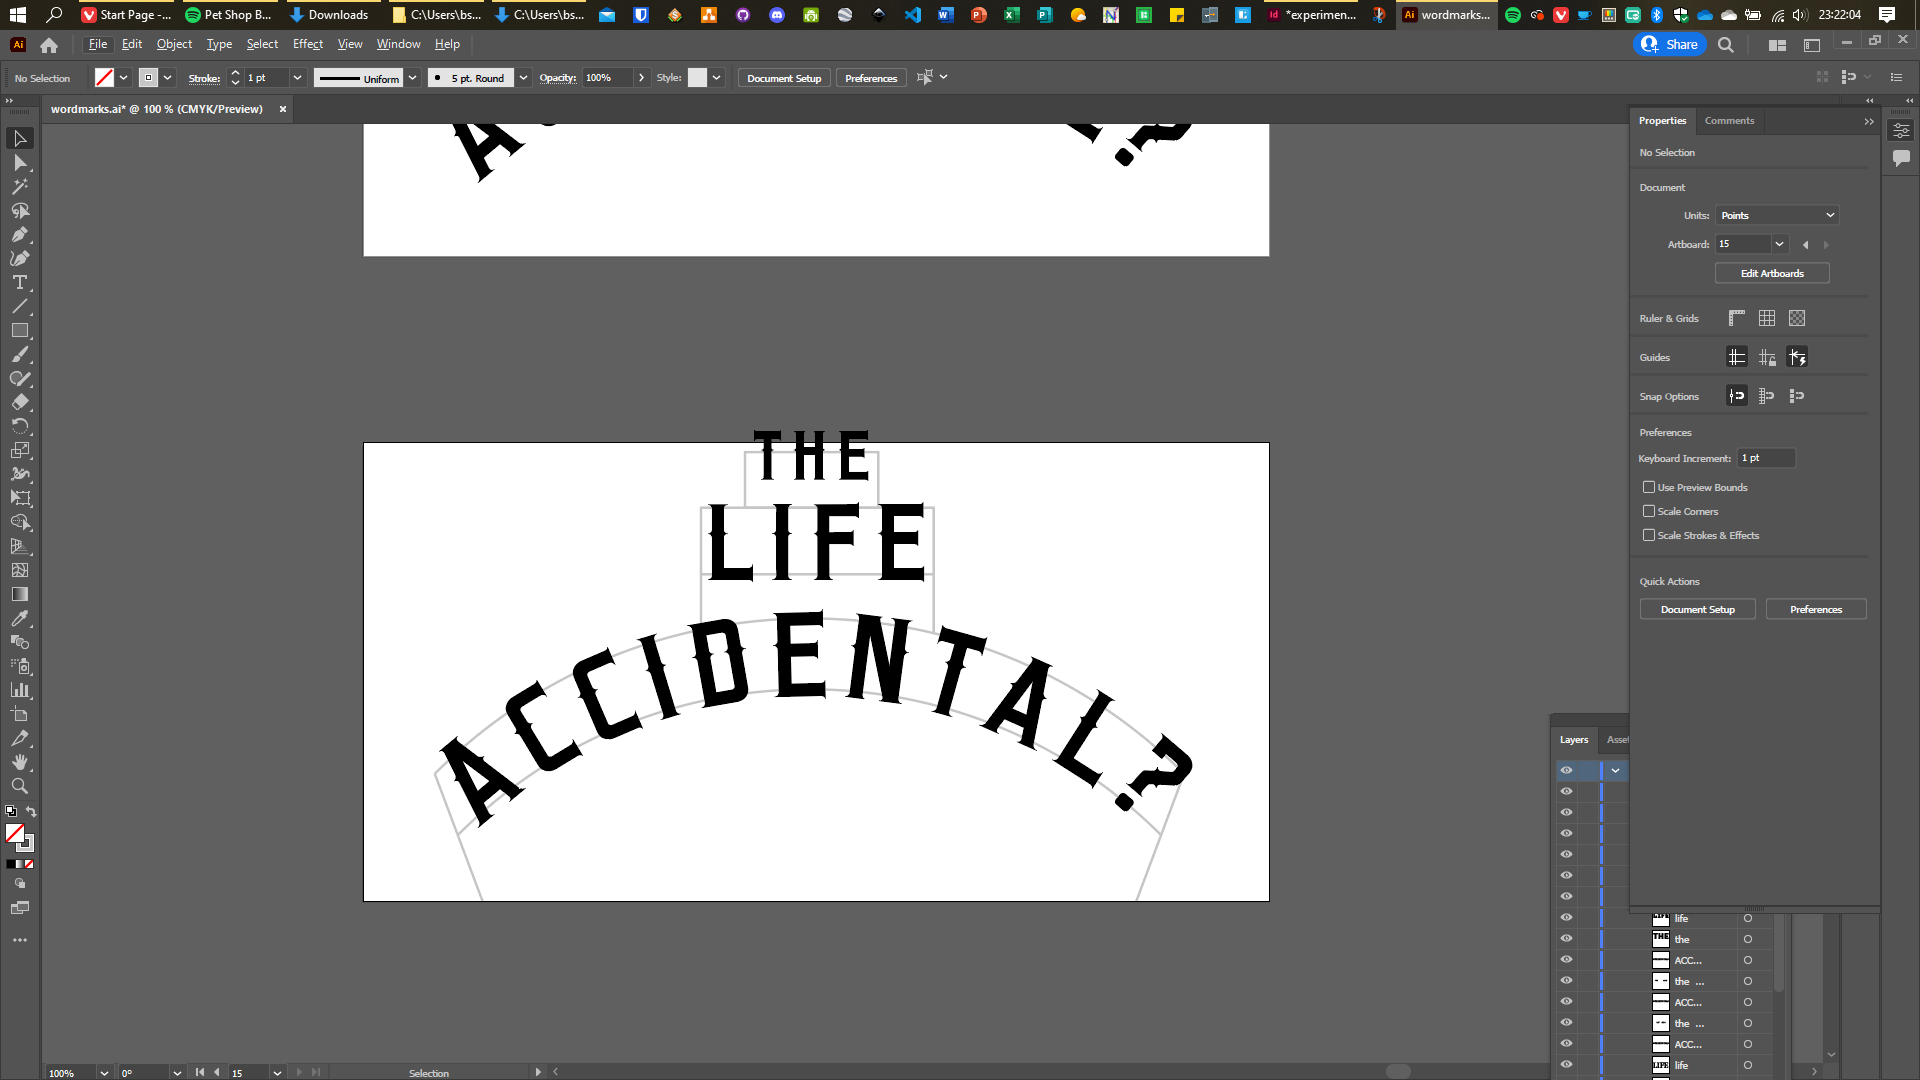 Start Page -...
Pet Shop B...
Downloads
C:\Users\bs...
C:\Users\bs...
*experimen...
wordmarks...
23:22:04
File
Edit
Object
Type
Select
Effect
View
Window
Help
Share
No Selection
Stroke:
1 pt
Uniform
5 pt. Round
Opacity:
100%
Style:
Document Setup
Preferences
wordmarks.ai* @ 100 % (CMYK/Preview)
Properties
Comments
No Selection
Document
Units:
Points
Artboard:
15
Edit Artboards
Ruler & Grids
Guides
Snap Options
Preferences
Keyboard Increment:
1 pt
Use Preview Bounds
Scale Corners
Scale Strokes & Effects
Quick Actions
Document Setup
Preferences
THE
LIFE
ACCIDENTAL?
Layers
Asset
life
the
ACC...
the ...
ACC...
the ...
ACC...
life
100%
0°
15
Selection